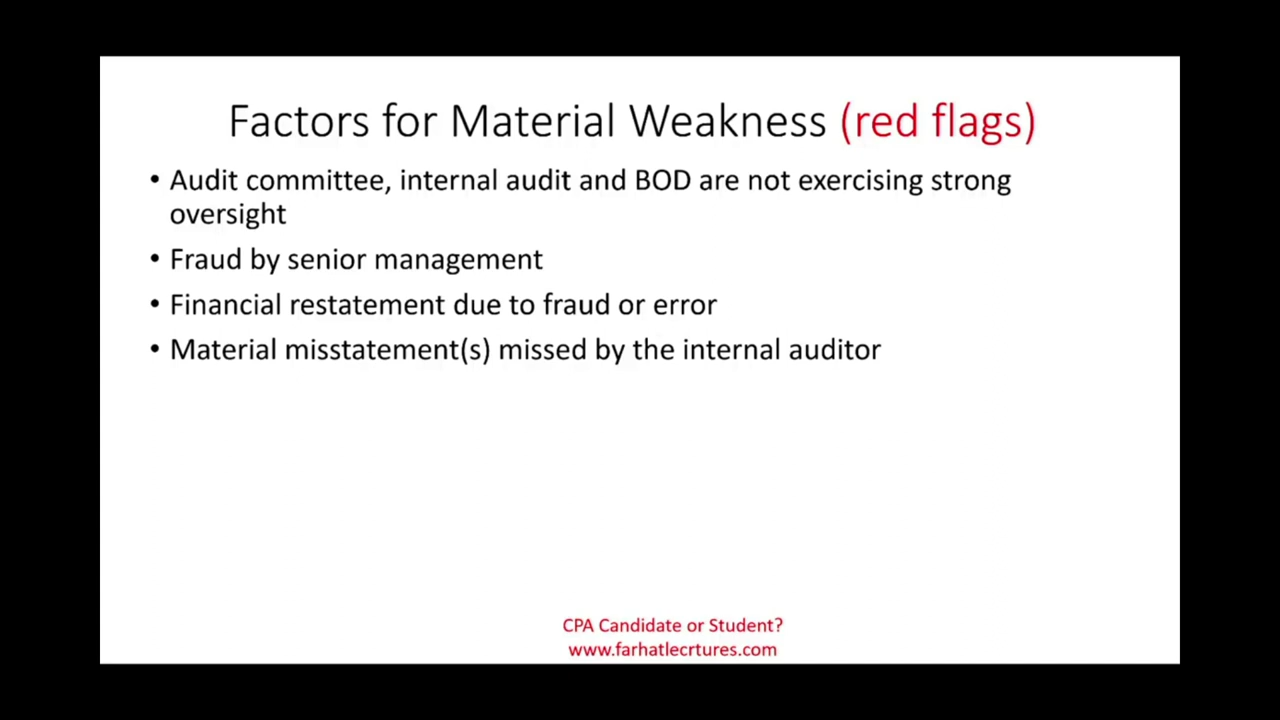 Factors for Material Weakness (red flags)
• Audit committee, internal audit and BOD are not exercising strong
oversight
• Fraud by senior management
• Financial restatement due to fraud or error
• Material misstatement(s) missed by the internal auditor
CPA Candidate or Student?
www.farhatlecrtures.com